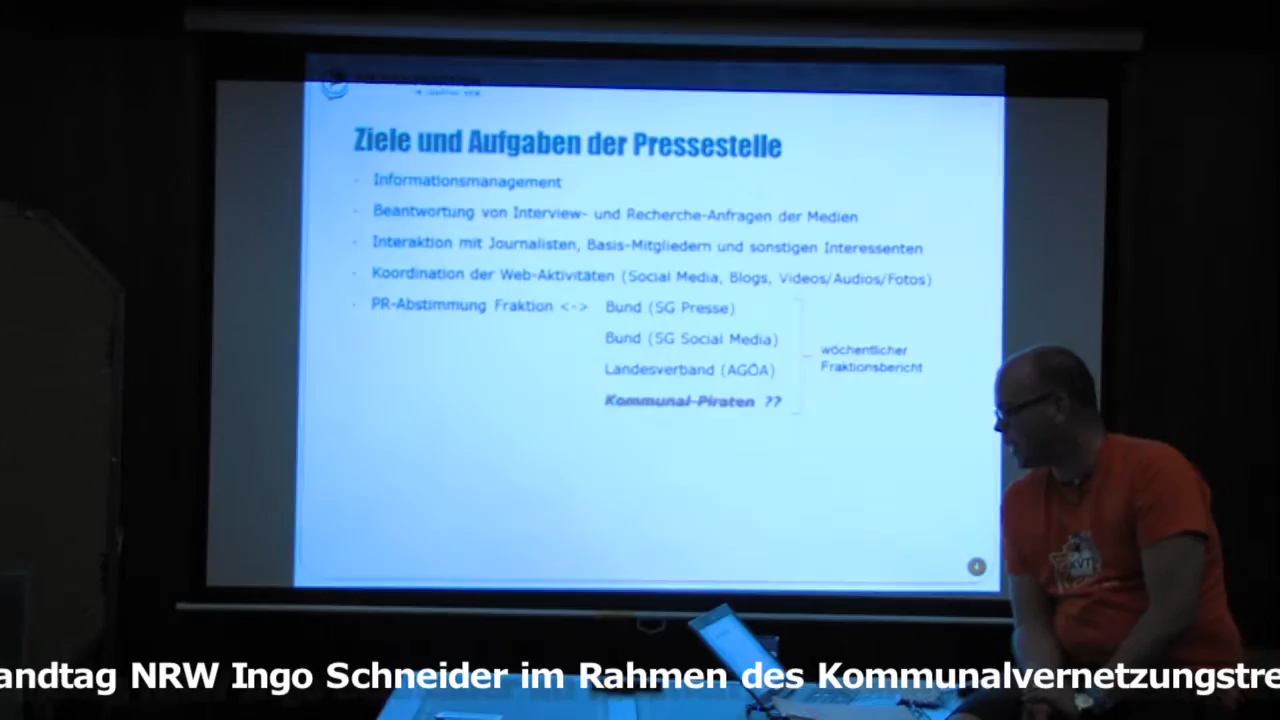 Ziele und Aufgaben der Pressestelle
Informationsmanagement
Beantwortung von Interview- und Recherche-Anfragen der Medien
Interaktion mit Journalisten, Basis-Mitgliedern und sonstigen Interessenten
Koordination der Web-Aktivitäten (Social Media, Blogs, Videos/Audios/Fotos)
PR-Abstimmung Fraktion <-> Bund (SG Presse)
Bund (SG Social Media)
Landesverband (AGÖA)
Kommunal-Piraten ??
wöchentlicher
Fraktionsbericht
4
KVT
andtag NRW Ingo Schneider im Rahmen des Kommunalvernetzungstre